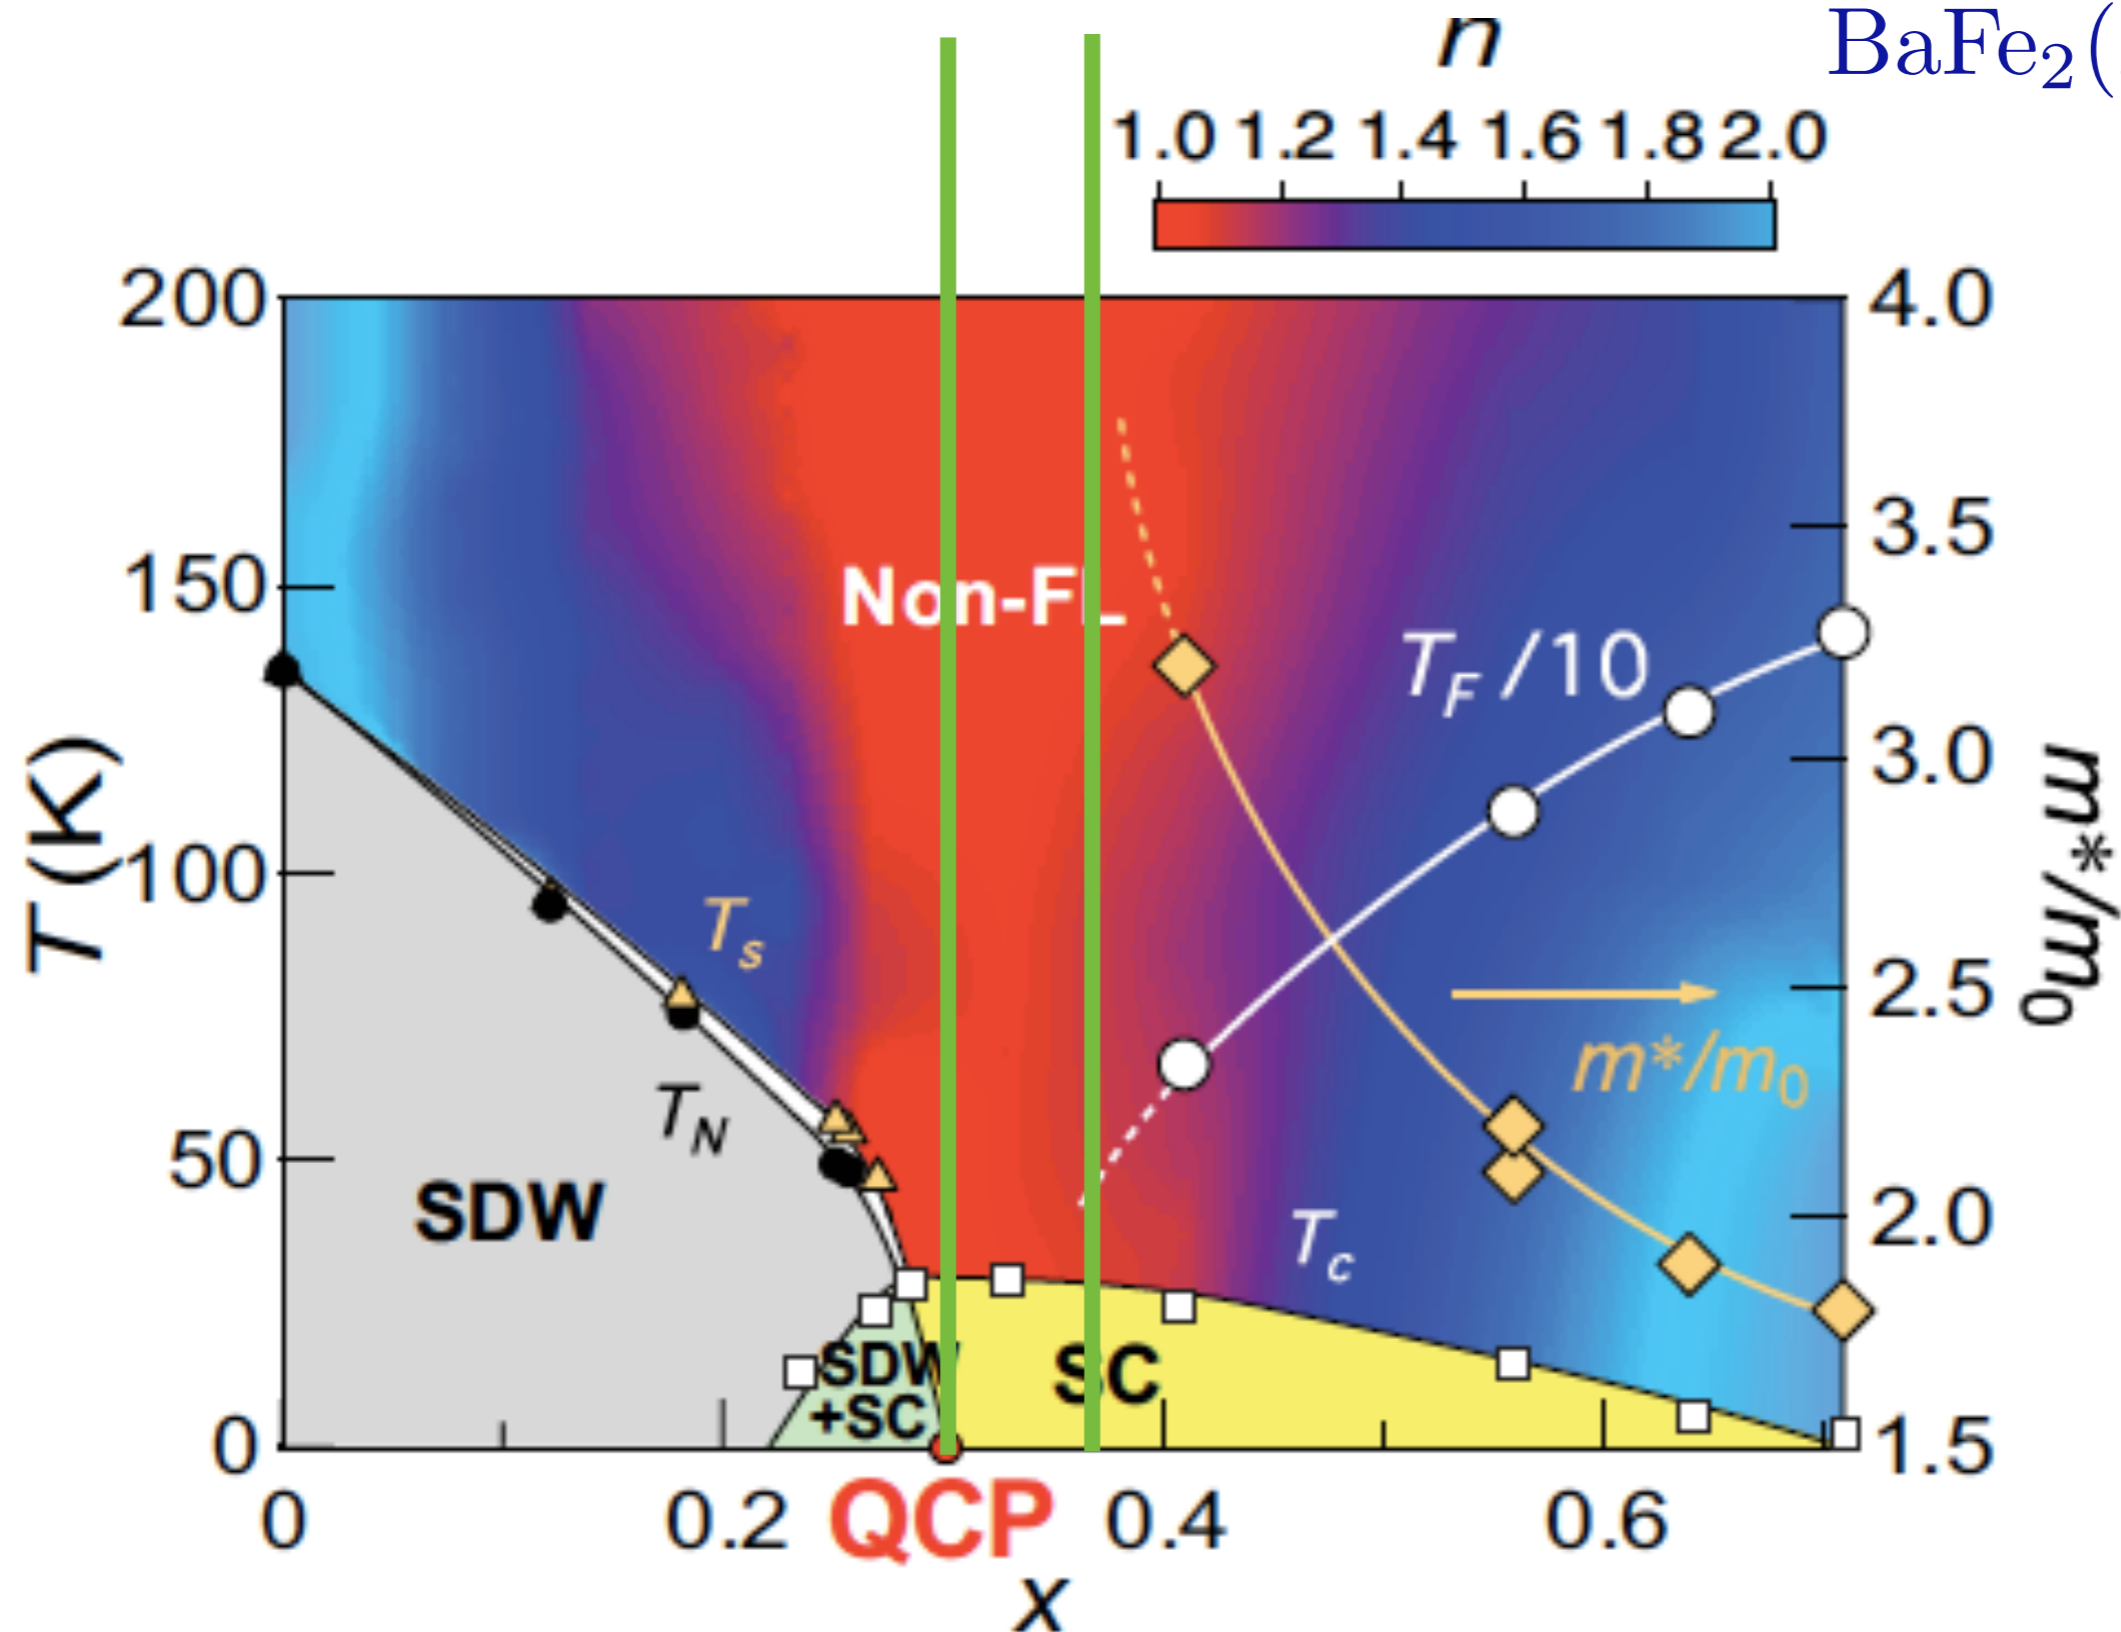 n
BaFe₂(
1.0 1.2 1.4 1.6 1.8 2.0
200
4.0
3.5
150
Non-FL
T_F /10
3.0
T (K)
m*/m₀
100
T_s
2.5
m*/m₀
T_N
50
SDW
T_c
2.0
SDW
+SC
SC
0
1.5
0 0.2 QCP 0.4 0.6
x